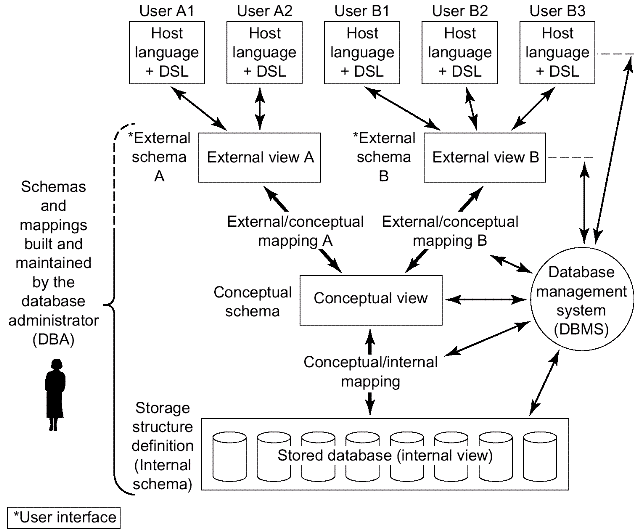 User A1 User A2 User B1 User B2 User B3
Host language + DSL
Host language + DSL
Host language + DSL
Host language + DSL
Host language + DSL
*External
schema
A
External view A
*External
schema
B
External view B
Schemas
and
mappings
built and
maintained
by the
database
administrator
(DBA)
External/conceptual
mapping A
External/conceptual
mapping B
Database
management
system
(DBMS)
Conceptual
schema
Conceptual view
Conceptual/internal
mapping
Storage
structure
definition
(Internal
schema)
Stored database (internal view)
*User interface